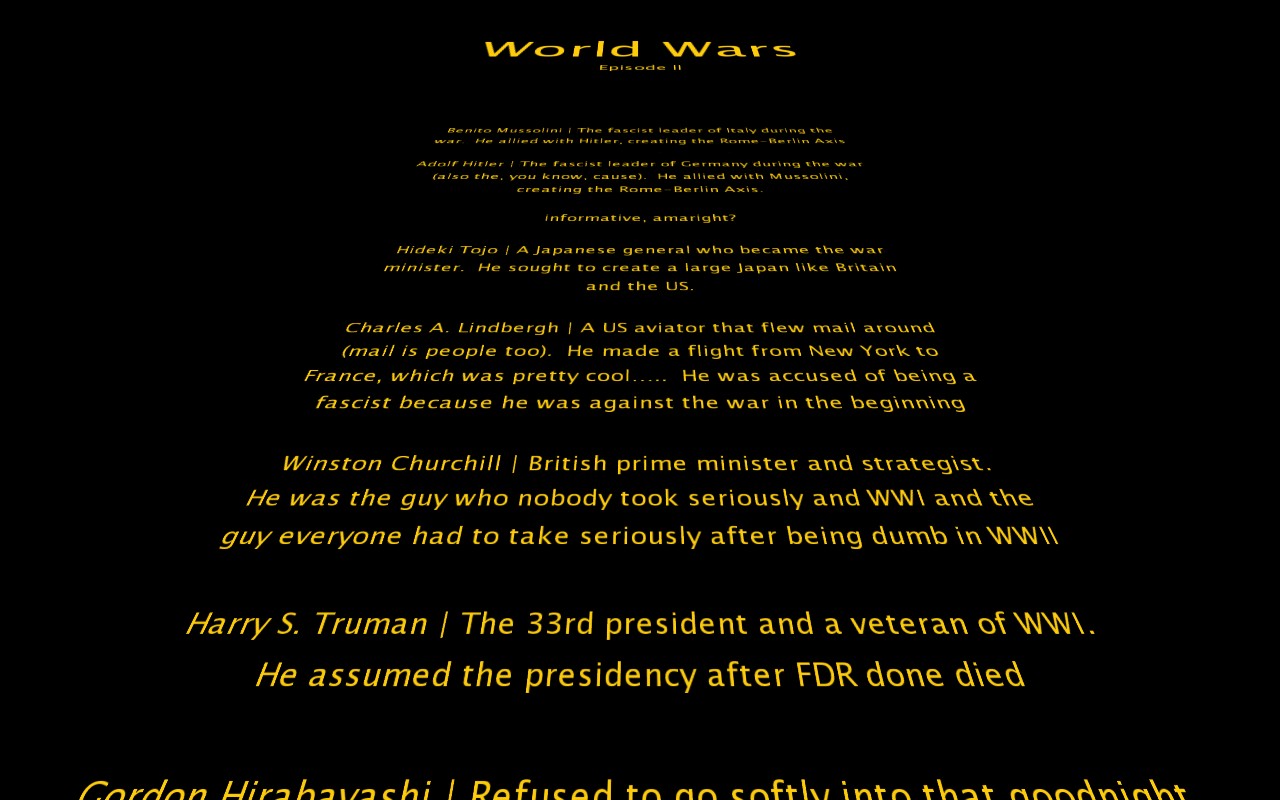 World Wars
Episode II
Benito Mussolini | The fascist leader of Italy during the
war.  He allied with Hitler, creating the Rome-Berlin Axis
Adolf Hitler | The fascist leader of Germany during the war
(also the, you know, cause).  He allied with Mussolini,
creating the Rome-Berlin Axis.
informative, amaright?
Hideki Tojo | A Japanese general who became the war
minister.  He sought to create a large Japan like Britain
and the US.
Charles A. Lindbergh | A US aviator that flew mail around
(mail is people too).  He made a flight from New York to
France, which was pretty cool.....  He was accused of being a
fascist because he was against the war in the beginning
Winston Churchill | British prime minister and strategist.
He was the guy who nobody took seriously and WWI and the
guy everyone had to take seriously after being dumb in WWII
Harry S. Truman | The 33rd president and a veteran of WWI.
He assumed the presidency after FDR done died
Gordon Hirabayashi | Refused to go softly into that goodnight